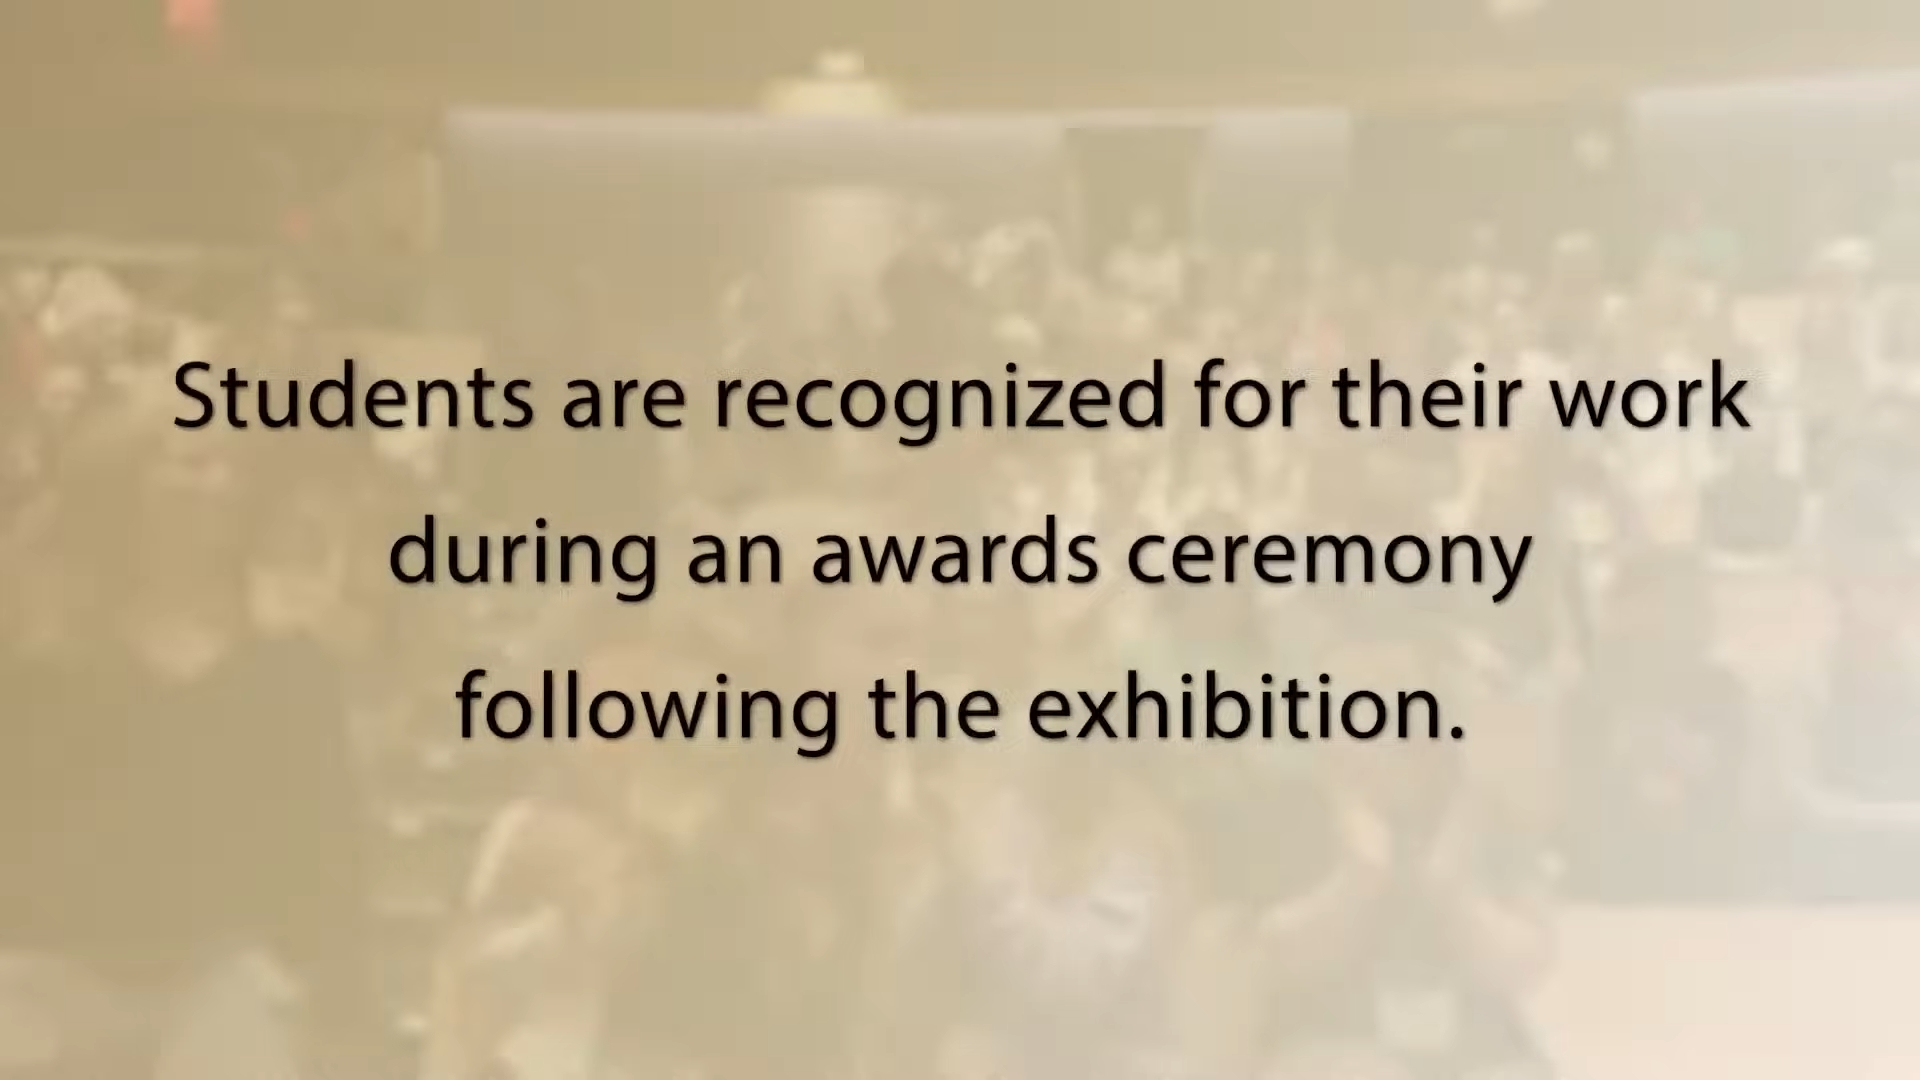 Students are recognized for their work
during an awards ceremony
following the exhibition.